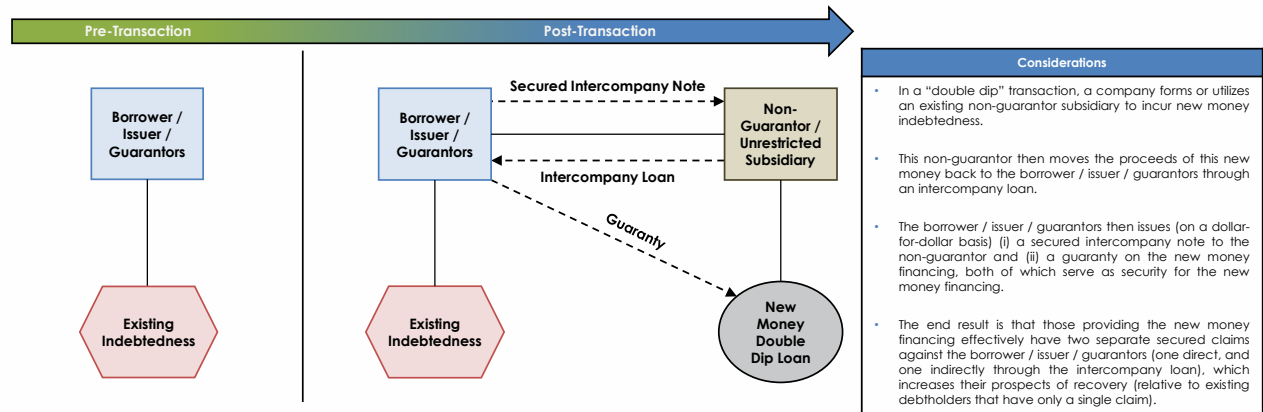 Pre-Transaction
Post-Transaction
Borrower /
Issuer /
Guarantors
Existing
Indebtedness
Secured Intercompany Note
Borrower /
Issuer /
Guarantors
Non-
Guarantor /
Unrestricted
Subsidiary
Intercompany Loan
Guaranty
Existing
Indebtedness
New
Money
Double
Dip Loan
Considerations
• In a “double dip” transaction, a company forms or utilizes
an existing non-guarantor subsidiary to incur new money
indebtedness.
• This non-guarantor then moves the proceeds of this new
money back to the borrower / issuer / guarantors through
an intercompany loan.
• The borrower / issuer / guarantors then issues (on a dollar-
for-dollar basis) (i) a secured intercompany note to the
non-guarantor and (ii) a guaranty on the new money
financing, both of which serve as security for the new
money financing.
• The end result is that those providing the new money
financing effectively have two separate secured claims
against the borrower / issuer / guarantors (one direct, and
one indirectly through the intercompany loan), which
increases their prospects of recovery (relative to existing
debtholders that have only a single claim).